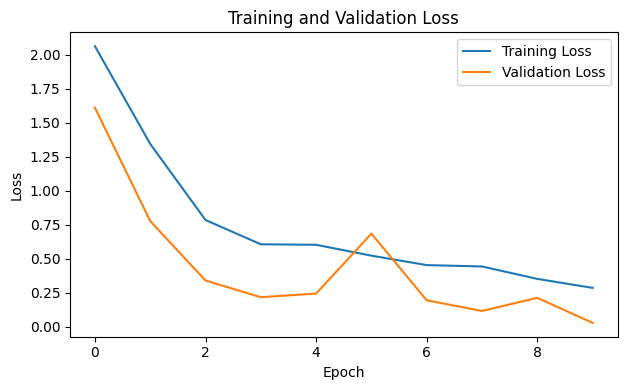 Training and Validation Loss
Training Loss
Validation Loss
Loss
2.00
1.75
1.50
1.25
1.00
0.75
0.50
0.25
0.00
0 2 4 6 8
Epoch